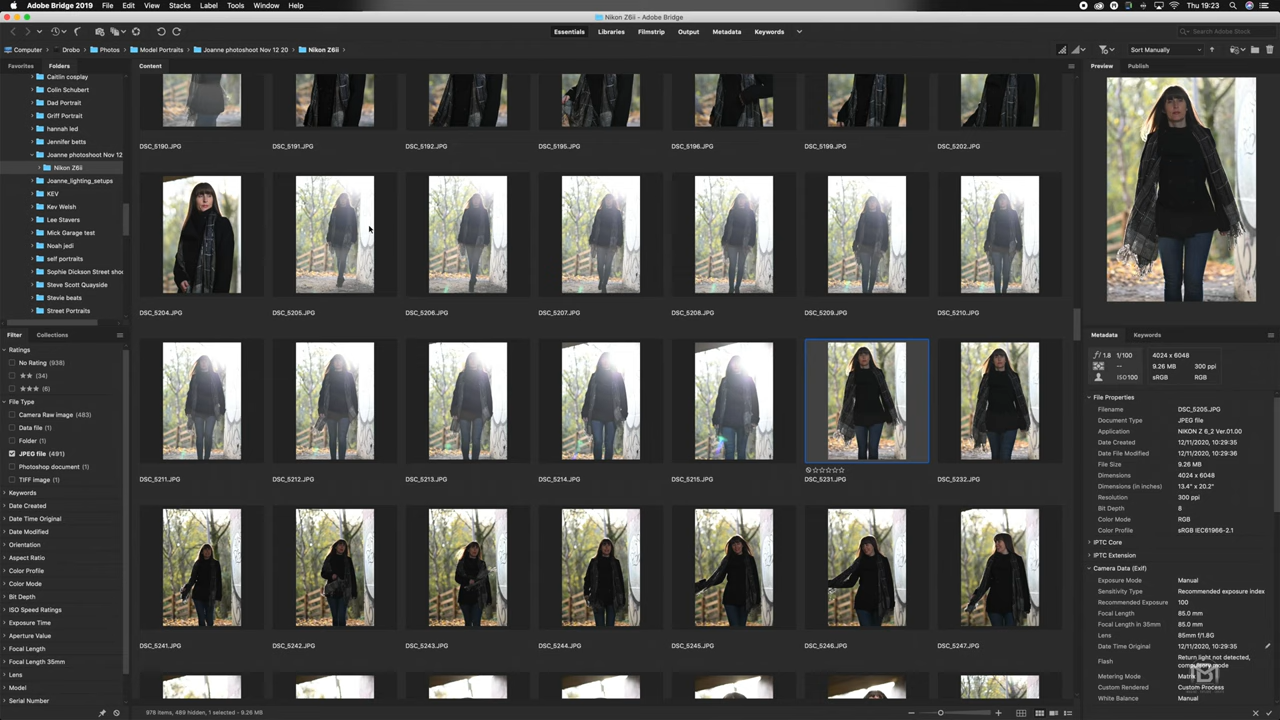 Adobe Bridge 2019 File Edit View Stacks Label Tools Window Help
Thu 19:23
Nikon Z6ii - Adobe Bridge
Essentials Libraries Filmstrip Output Metadata Keywords
Search Adobe Stock
Computer Drobo Photos Model Portraits Joanne photoshoot Nov 12 20 Nikon Z6ii
Sort Manually
Favorites Folders
Caitlin cosplay
Colin Schubert
Dad Portrait
Griff Portrait
hannah led
Jennifer betts
Joanne photoshoot Nov 12
Nikon Z6ii
Joanne_lighting_setups
KEV
Kev Welsh
Lee Stavers
Mick Garage test
Noah jedi
self portraits
Sophie Dickson Street sho
Steve Scott Quayside
Stevie beats
Street Portraits
Filter Collections
Ratings
No Rating (938)
★★ (34)
★★★ (6)
File Type
Camera Raw image (483)
Data file (1)
Folder (1)
JPEG file (491)
Photoshop document (1)
TIFF image (1)
Keywords
Date Created
Date Time Original
Date Modified
Orientation
Aspect Ratio
Color Profile
Color Mode
Bit Depth
ISO Speed Ratings
Exposure Time
Aperture Value
Focal Length
Focal Length 35mm
Lens
Model
Serial Number
Content
DSC_5190.JPG DSC_5191.JPG DSC_5192.JPG DSC_5195.JPG DSC_5196.JPG DSC_5199.JPG DSC_5202.JPG
DSC_5204.JPG DSC_5205.JPG DSC_5206.JPG DSC_5207.JPG DSC_5208.JPG DSC_5209.JPG DSC_5210.JPG
DSC_5211.JPG DSC_5212.JPG DSC_5213.JPG DSC_5214.JPG DSC_5215.JPG DSC_5231.JPG DSC_5232.JPG
DSC_5241.JPG DSC_5242.JPG DSC_5243.JPG DSC_5244.JPG DSC_5245.JPG DSC_5246.JPG DSC_5247.JPG
978 items, 489 hidden, 1 selected - 9.26 MB
Preview Publish
Metadata Keywords
f/ 1.8 1/100 4024 x 6048
-- 9.26 MB 300 ppi
ISO100 sRGB RGB
File Properties
Filename DSC_5205.JPG
Document Type JPEG file
Application NIKON Z 6_2 Ver.01.00
Date Created 12/11/2020, 10:29:35
Date File Modified 12/11/2020, 10:29:36
File Size 9.26 MB
Dimensions 4024 x 6048
Dimensions (in inches) 13.4" x 20.2"
Resolution 300 ppi
Bit Depth 8
Color Mode RGB
Color Profile sRGB IEC61966-2.1
IPTC Core
IPTC Extension
Camera Data (Exif)
Exposure Mode Manual
Sensitivity Type Recommended exposure index
Recommended Exposure 100
Focal Length 85.0 mm
Focal Length in 35mm 85.0 mm
Lens 85mm f/1.8G
Date Time Original 12/11/2020, 10:29:35
Flash Return light not detected, compulsory mode
Metering Mode Matrix
Custom Rendered Custom Process
White Balance Manual